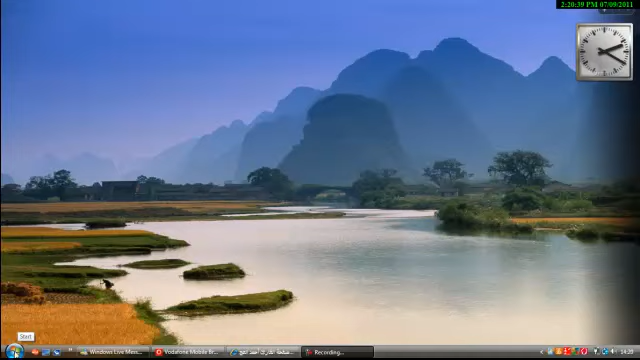 2:20:39 PM 07/09/2011
Start
Windows Live Mess...
Vodafone Mobile Br...
Recording...
14:20